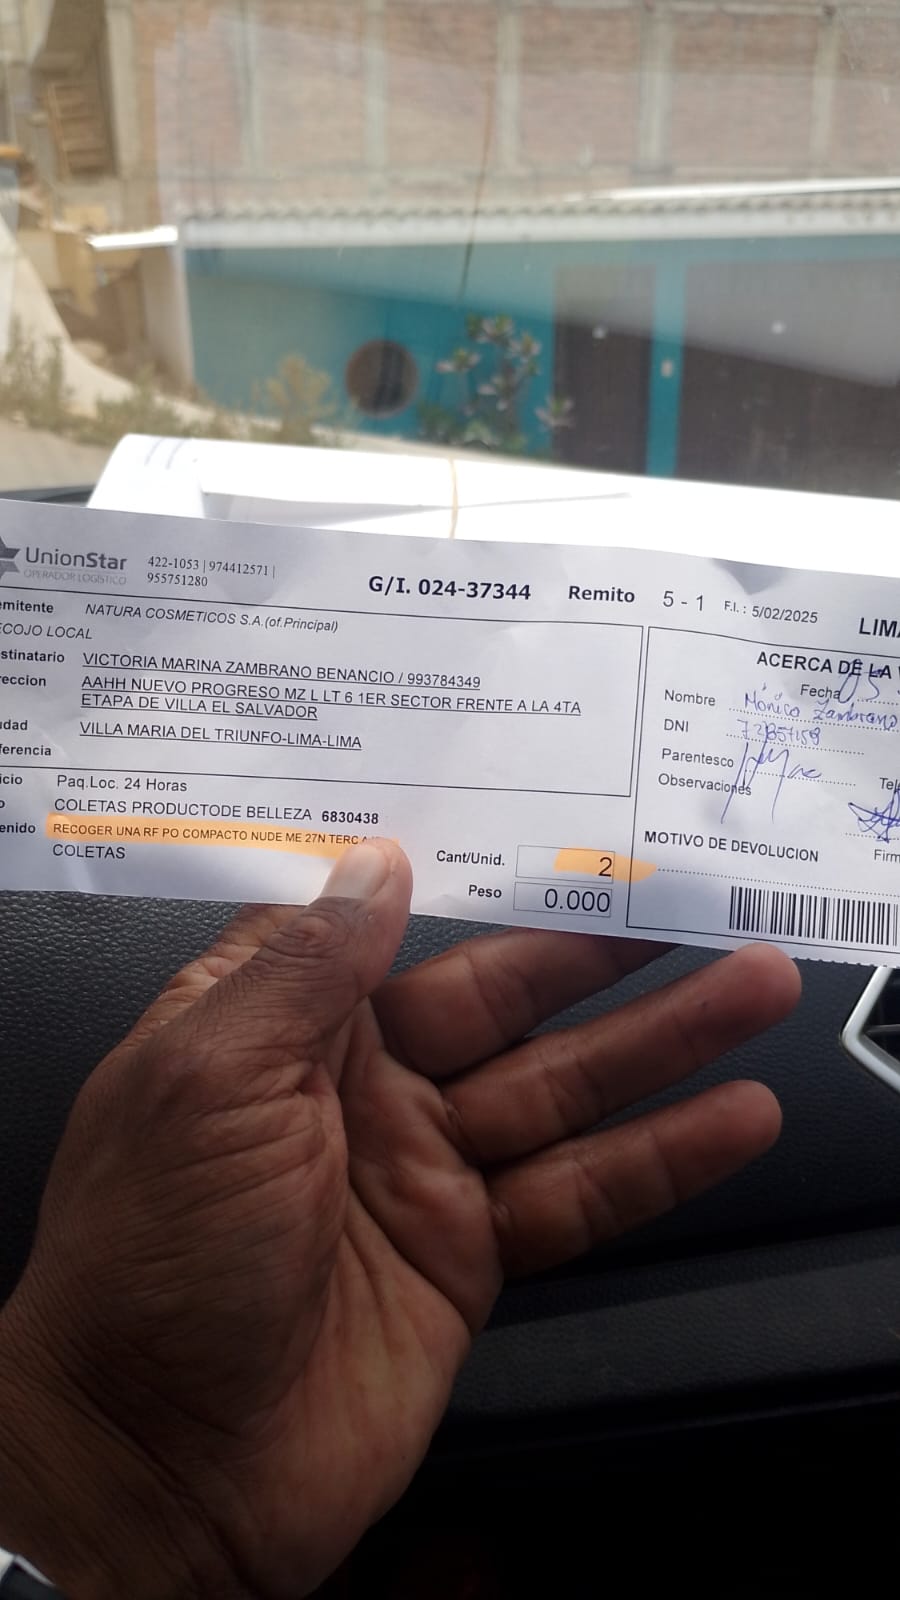 UnionStar
OPERADOR LOGÍSTICO
422-1053 | 974412571 |
955751280
G/I. 024-37344
Remito 5 - 1
F.I.: 5/02/2025
LIMA
emitente NATURA COSMETICOS S.A.(of.Principal)
ECOJO LOCAL
stinatario VICTORIA MARINA ZAMBRANO BENANCIO / 993784349
reccion AAHH NUEVO PROGRESO MZ L LT 6 1ER SECTOR FRENTE A LA 4TA
ETAPA DE VILLA EL SALVADOR
udad VILLA MARIA DEL TRIUNFO-LIMA-LIMA
ferencia
icio Paq.Loc. 24 Horas
o COLETAS PRODUCTODE BELLEZA 6830438
enido RECOGER UNA RF PO COMPACTO NUDE ME 27N TERC
COLETAS
Cant/Unid. 2
Peso 0.000
ACERCA DE LA V
Fecha 05
Nombre Mónica Zambrano
DNI
Parentesco
Tel
Observaciones
MOTIVO DE DEVOLUCION
Firm